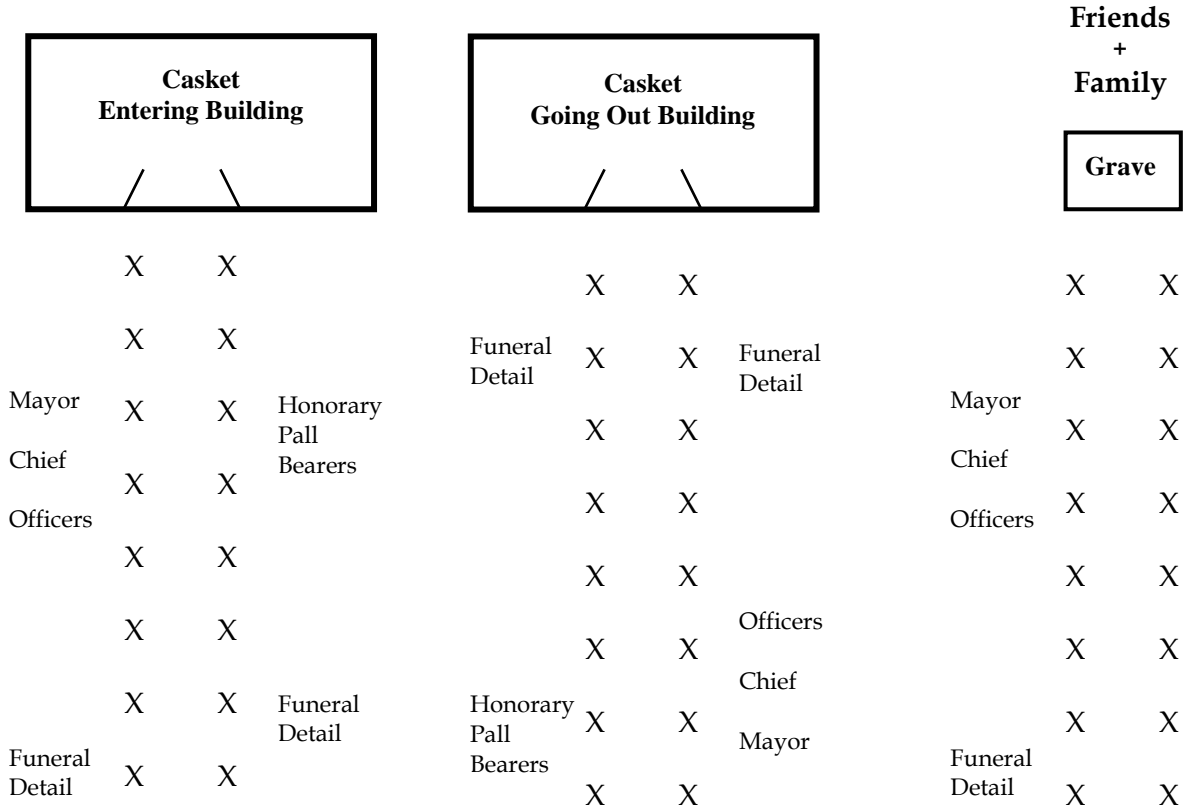 Casket
Entering Building
X X
X X
Mayor
Chief
Officers
X X
Honorary
Pall
Bearers
X X
X X
X X
X X
Funeral
Detail
Funeral
Detail
X X
Casket
Going Out Building
X X
Funeral
Detail
X X
Funeral
Detail
X X
X X
X X
Officers
Chief
Mayor
X X
Honorary
Pall
Bearers
X X
X X
Friends
+
Family
Grave
X X
X X
Mayor
Chief
Officers
X X
X X
X X
X X
X X
Funeral
Detail
X X